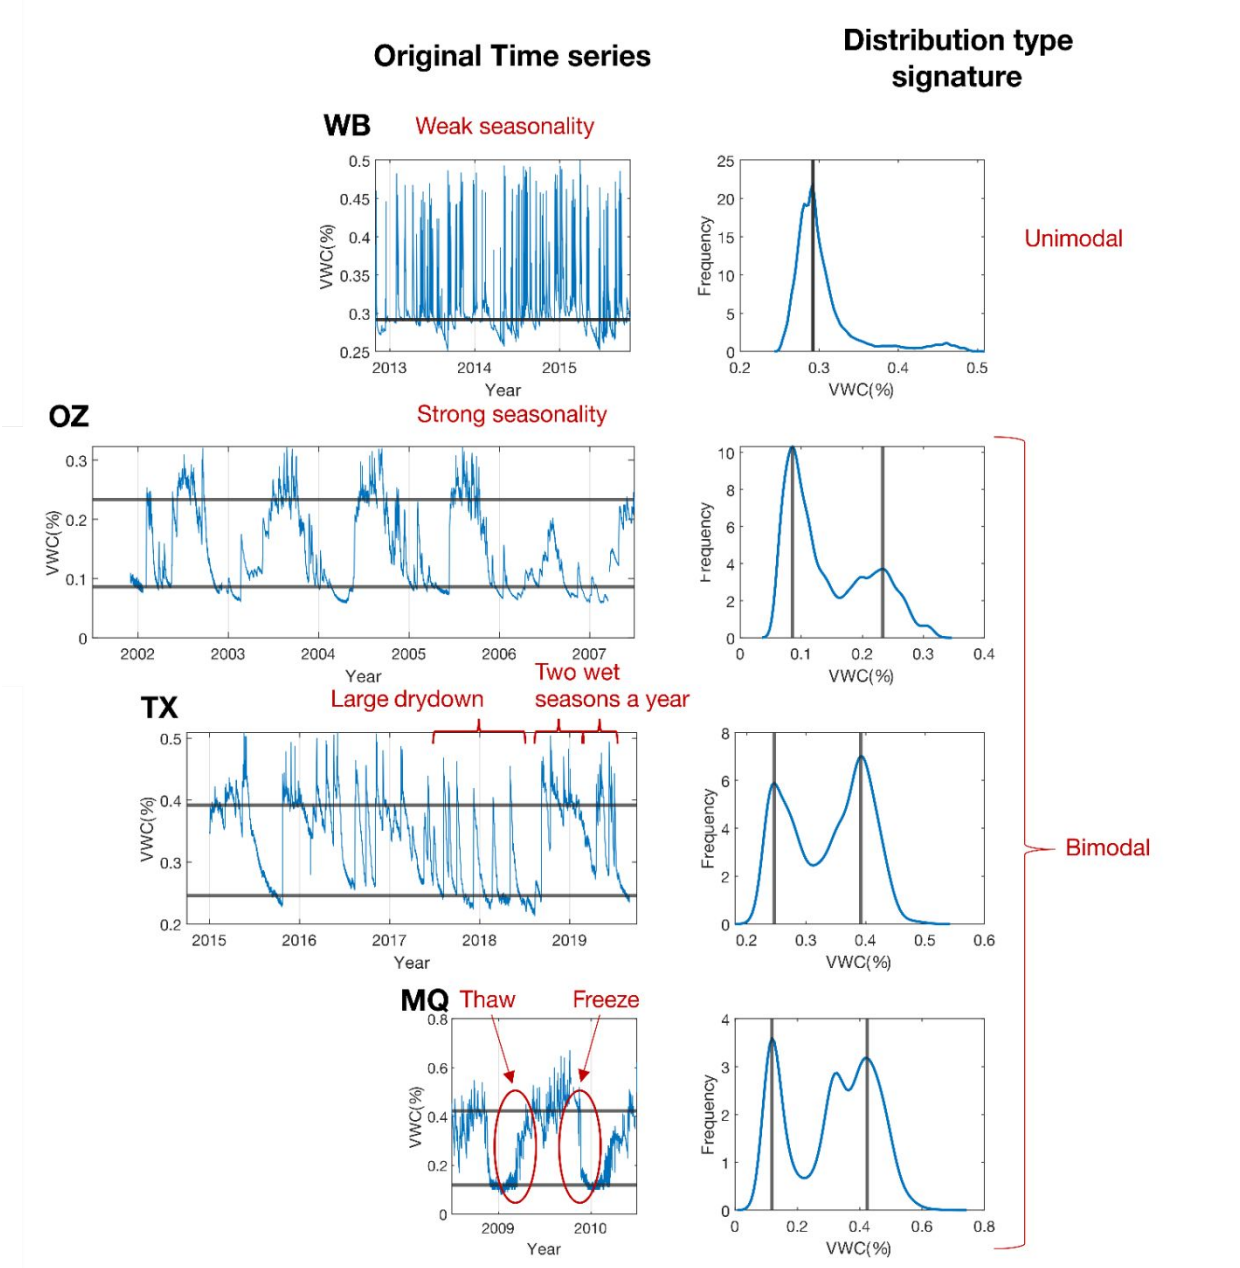 Original Time series
Distribution type
signature
WB
Weak seasonality
0.5
0.45
0.4
0.35
0.3
0.25
VWC(%)
2013
2014
2015
Year
25
20
15
10
5
0
Frequency
0.2
0.3
0.4
0.5
VWC(%)
Unimodal
OZ
Strong seasonality
0.3
0.2
0.1
0
VWC(%)
2002
2003
2004
2005
2006
2007
Year
10
8
6
4
2
0
Frequency
0
0.1
0.2
0.3
0.4
VWC(%)
TX
Large drydown
Two wet
seasons a year
0.5
0.4
0.3
0.2
VWC(%)
2015
2016
2017
2018
2019
Year
8
6
4
2
0
Frequency
0.2
0.3
0.4
0.5
0.6
VWC(%)
Bimodal
MQ
Thaw
Freeze
0.8
0.6
0.4
0.2
0
VWC(%)
2009
2010
Year
4
3
2
1
0
Frequency
0
0.2
0.4
0.6
0.8
VWC(%)